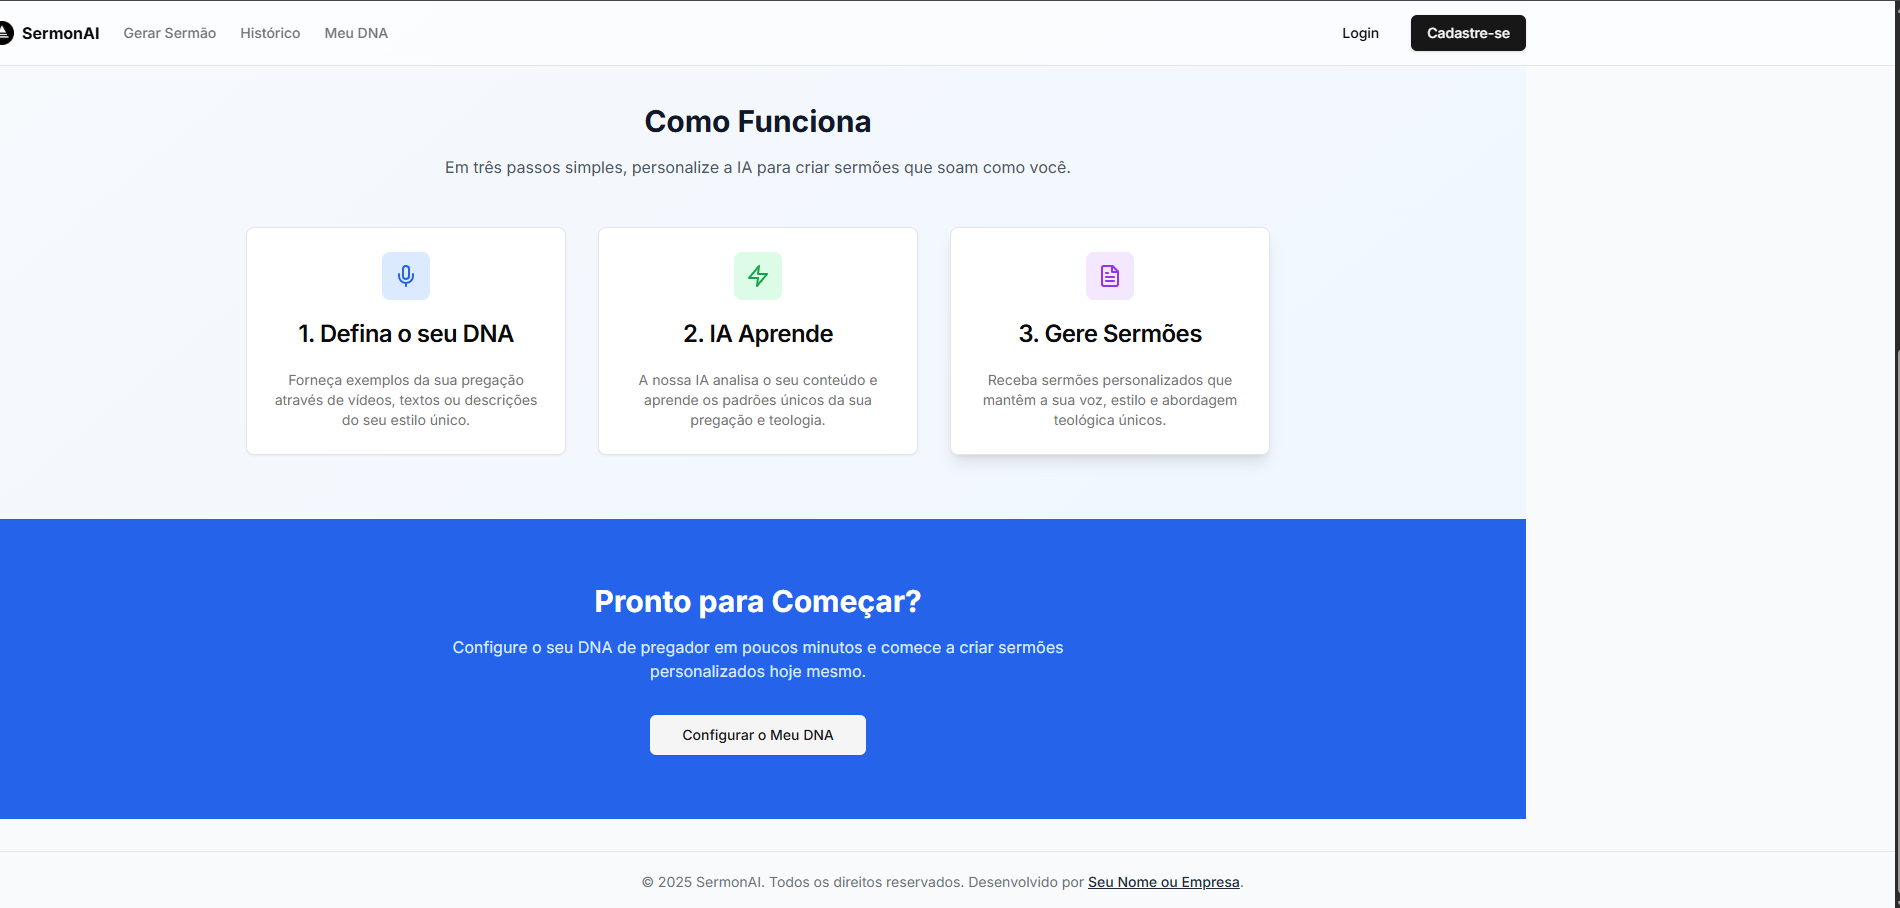 SermonAI
Gerar Sermão
Histórico
Meu DNA
Login
Cadastre-se
Como Funciona
Em três passos simples, personalize a IA para criar sermões que soam como você.
1. Defina o seu DNA
Forneça exemplos da sua pregação
através de vídeos, textos ou descrições
do seu estilo único.
2. IA Aprende
A nossa IA analisa o seu conteúdo e
aprende os padrões únicos da sua
pregação e teologia.
3. Gere Sermões
Receba sermões personalizados que
mantêm a sua voz, estilo e abordagem
teológica únicos.
Pronto para Começar?
Configure o seu DNA de pregador em poucos minutos e comece a criar sermões
personalizados hoje mesmo.
Configurar o Meu DNA
© 2025 SermonAI. Todos os direitos reservados. Desenvolvido por Seu Nome ou Empresa.